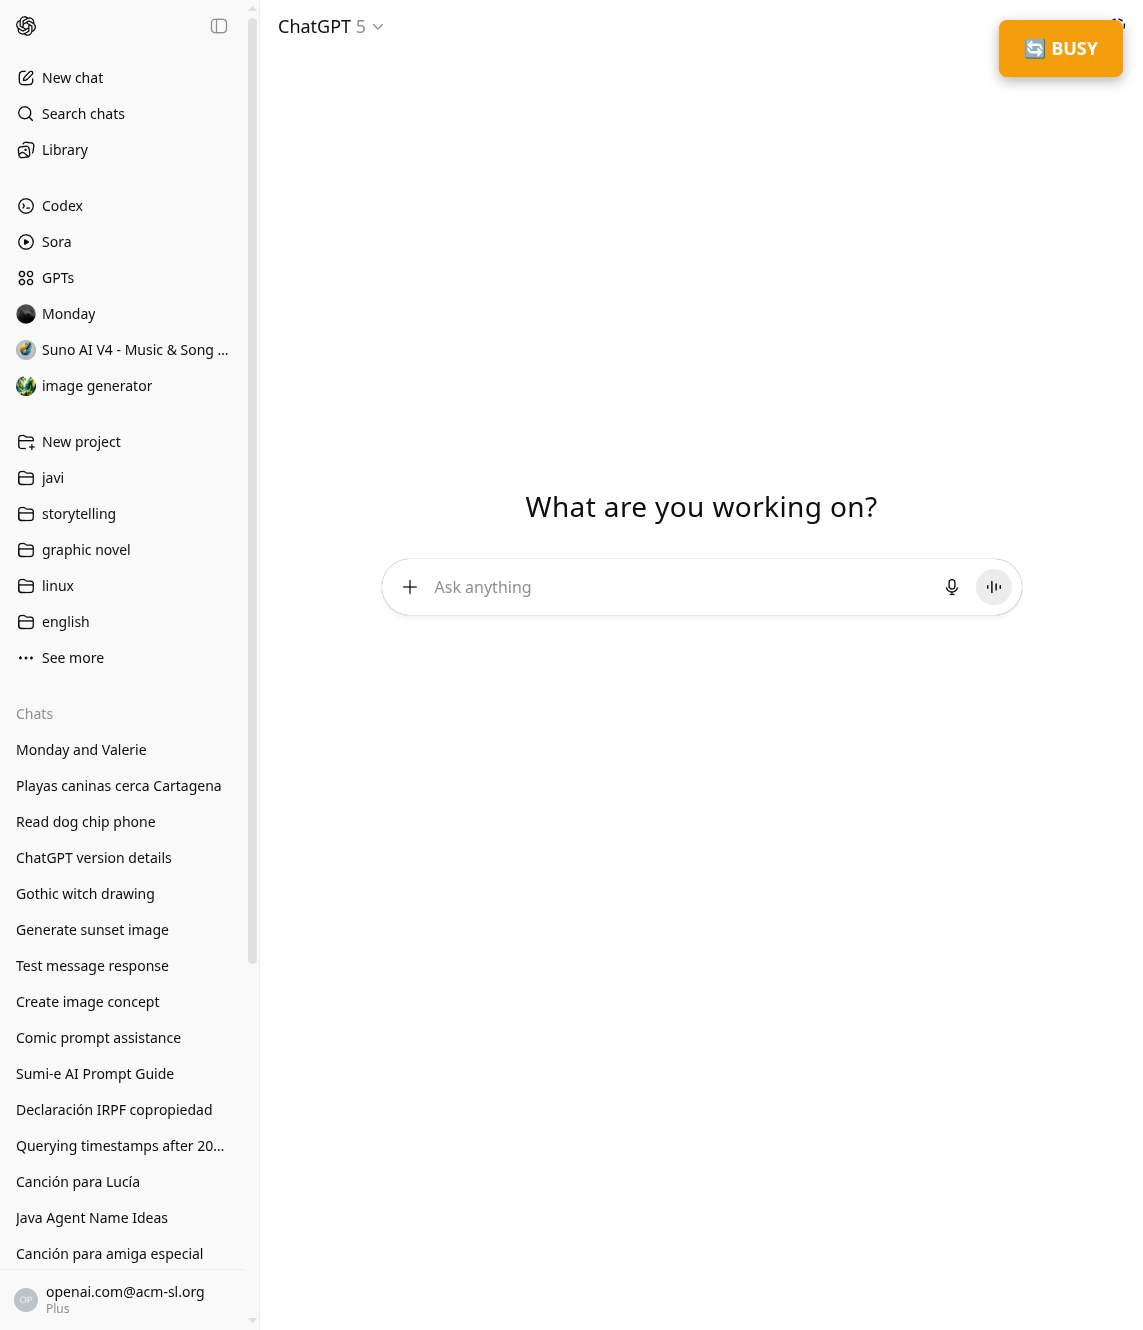 ChatGPT 5
BUSY
New chat
Search chats
Library
Codex
Sora
GPTs
Monday
Suno AI V4 - Music & Song ...
image generator
New project
javi
storytelling
graphic novel
linux
english
See more
Chats
Monday and Valerie
Playas caninas cerca Cartagena
Read dog chip phone
ChatGPT version details
Gothic witch drawing
Generate sunset image
Test message response
Create image concept
Comic prompt assistance
Sumi-e AI Prompt Guide
Declaración IRPF copropiedad
Querying timestamps after 20...
Canción para Lucía
Java Agent Name Ideas
Canción para amiga especial
OP
openai.com@acm-sl.org
Plus
What are you working on?
Ask anything